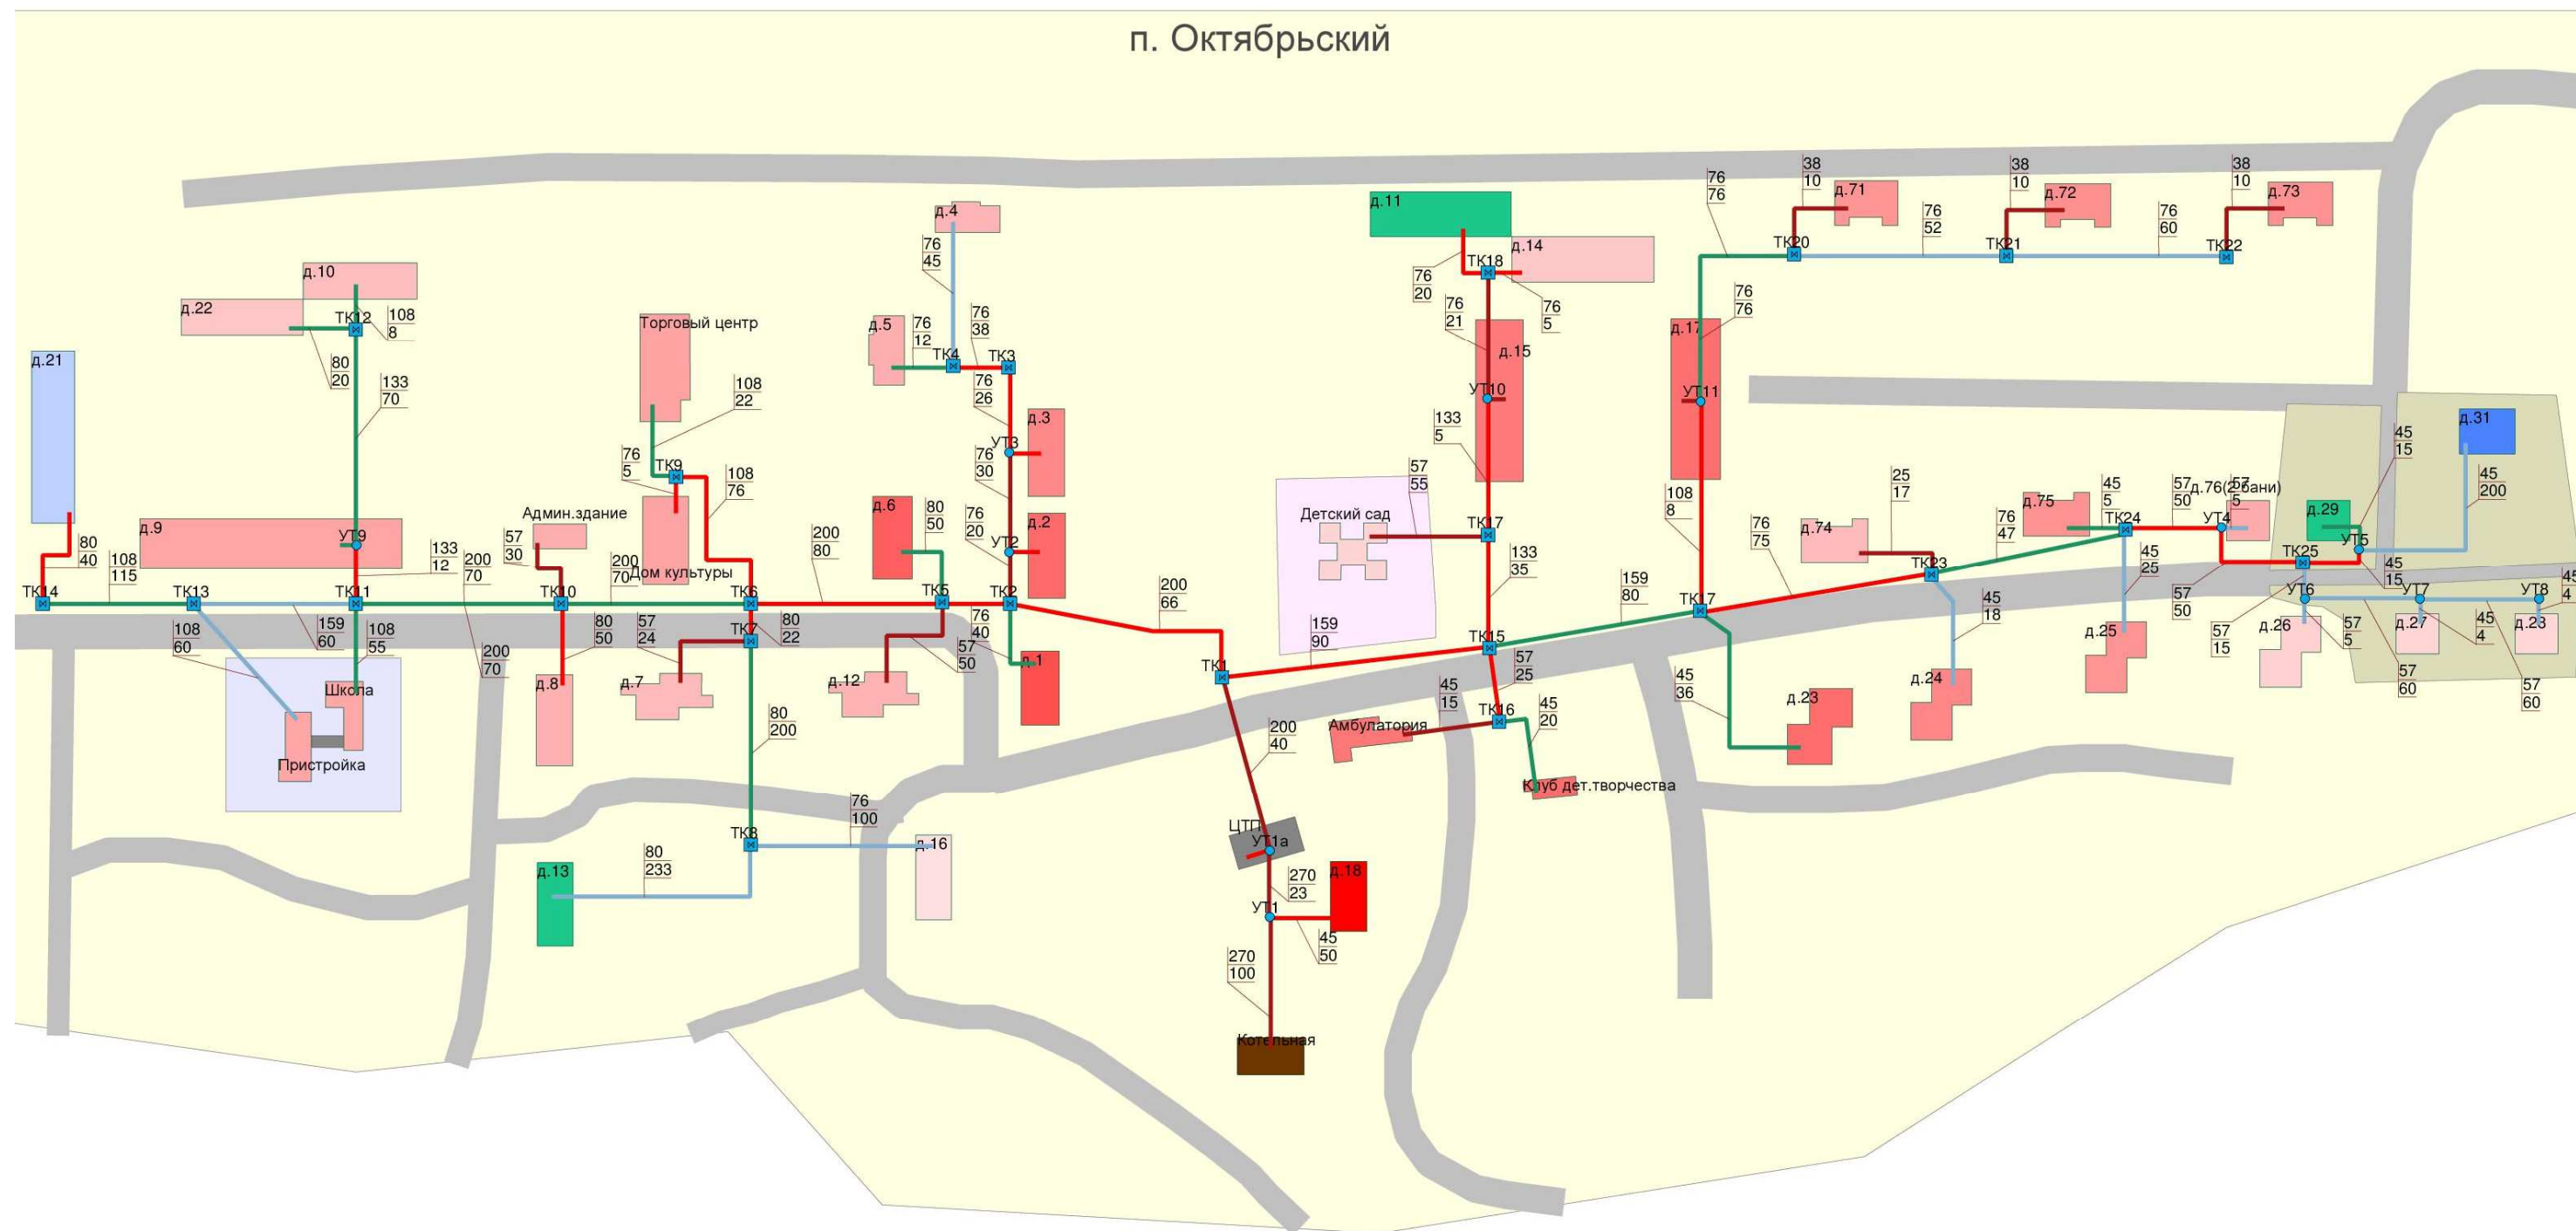 п. Октябрьский
38
10
д.71
38
10
д.72
38
10
д.73
76
76
д.11
д.4
76
52
76
60
76
45
д.14
ТК20
ТК21
ТК22
ТК18
76
20
76
21
76
5
76
76
д.10
д.22
ТК12
108
8
Торговый центр
д.5
76
12
76
38
ТК4
ТК3
д.15
д.17
д.21
80
20
133
70
108
22
76
26
УТ10
УТ11
133
5
д.3
УТ3
76
30
д.31
45
15
45
200
76
5
ТК9
108
76
57
55
25
17
108
8
д.6
80
50
76
20
д.2
УТ2
Админ.здание
57
30
д.9
УТ9
Детский сад
ТК17
76
75
д.74
76
47
д.75
45
5
ТК24
57
50
д.76(2 бани)
57
5
УТ4
д.29
УТ5
ТК25
80
40
108
115
133
12
200
70
200
70
Дом культуры
200
80
200
66
133
35
159
80
ТК23
45
25
57
50
45
15
45
4
ТК14
ТК13
ТК11
ТК10
ТК6
ТК5
ТК2
ТК17
УТ6
УТ7
УТ8
108
60
159
60
108
55
200
70
80
50
57
24
ТК7
80
22
76
40
57
50
159
90
ТК15
57
25
45
18
д.25
57
15
д.26
57
5
д.27
45
4
д.23
Школа
д.8
д.7
д.12
д.1
ТК1
45
15
ТК16
45
20
45
36
д.23
д.24
57
60
57
60
Амбулатория
80
200
200
40
Пристройка
Клуб дет.творчества
76
100
ТК8
д.16
ЦТП
УТ1а
80
233
д.13
270
23
д.18
УТ1
45
50
270
100
Котельная